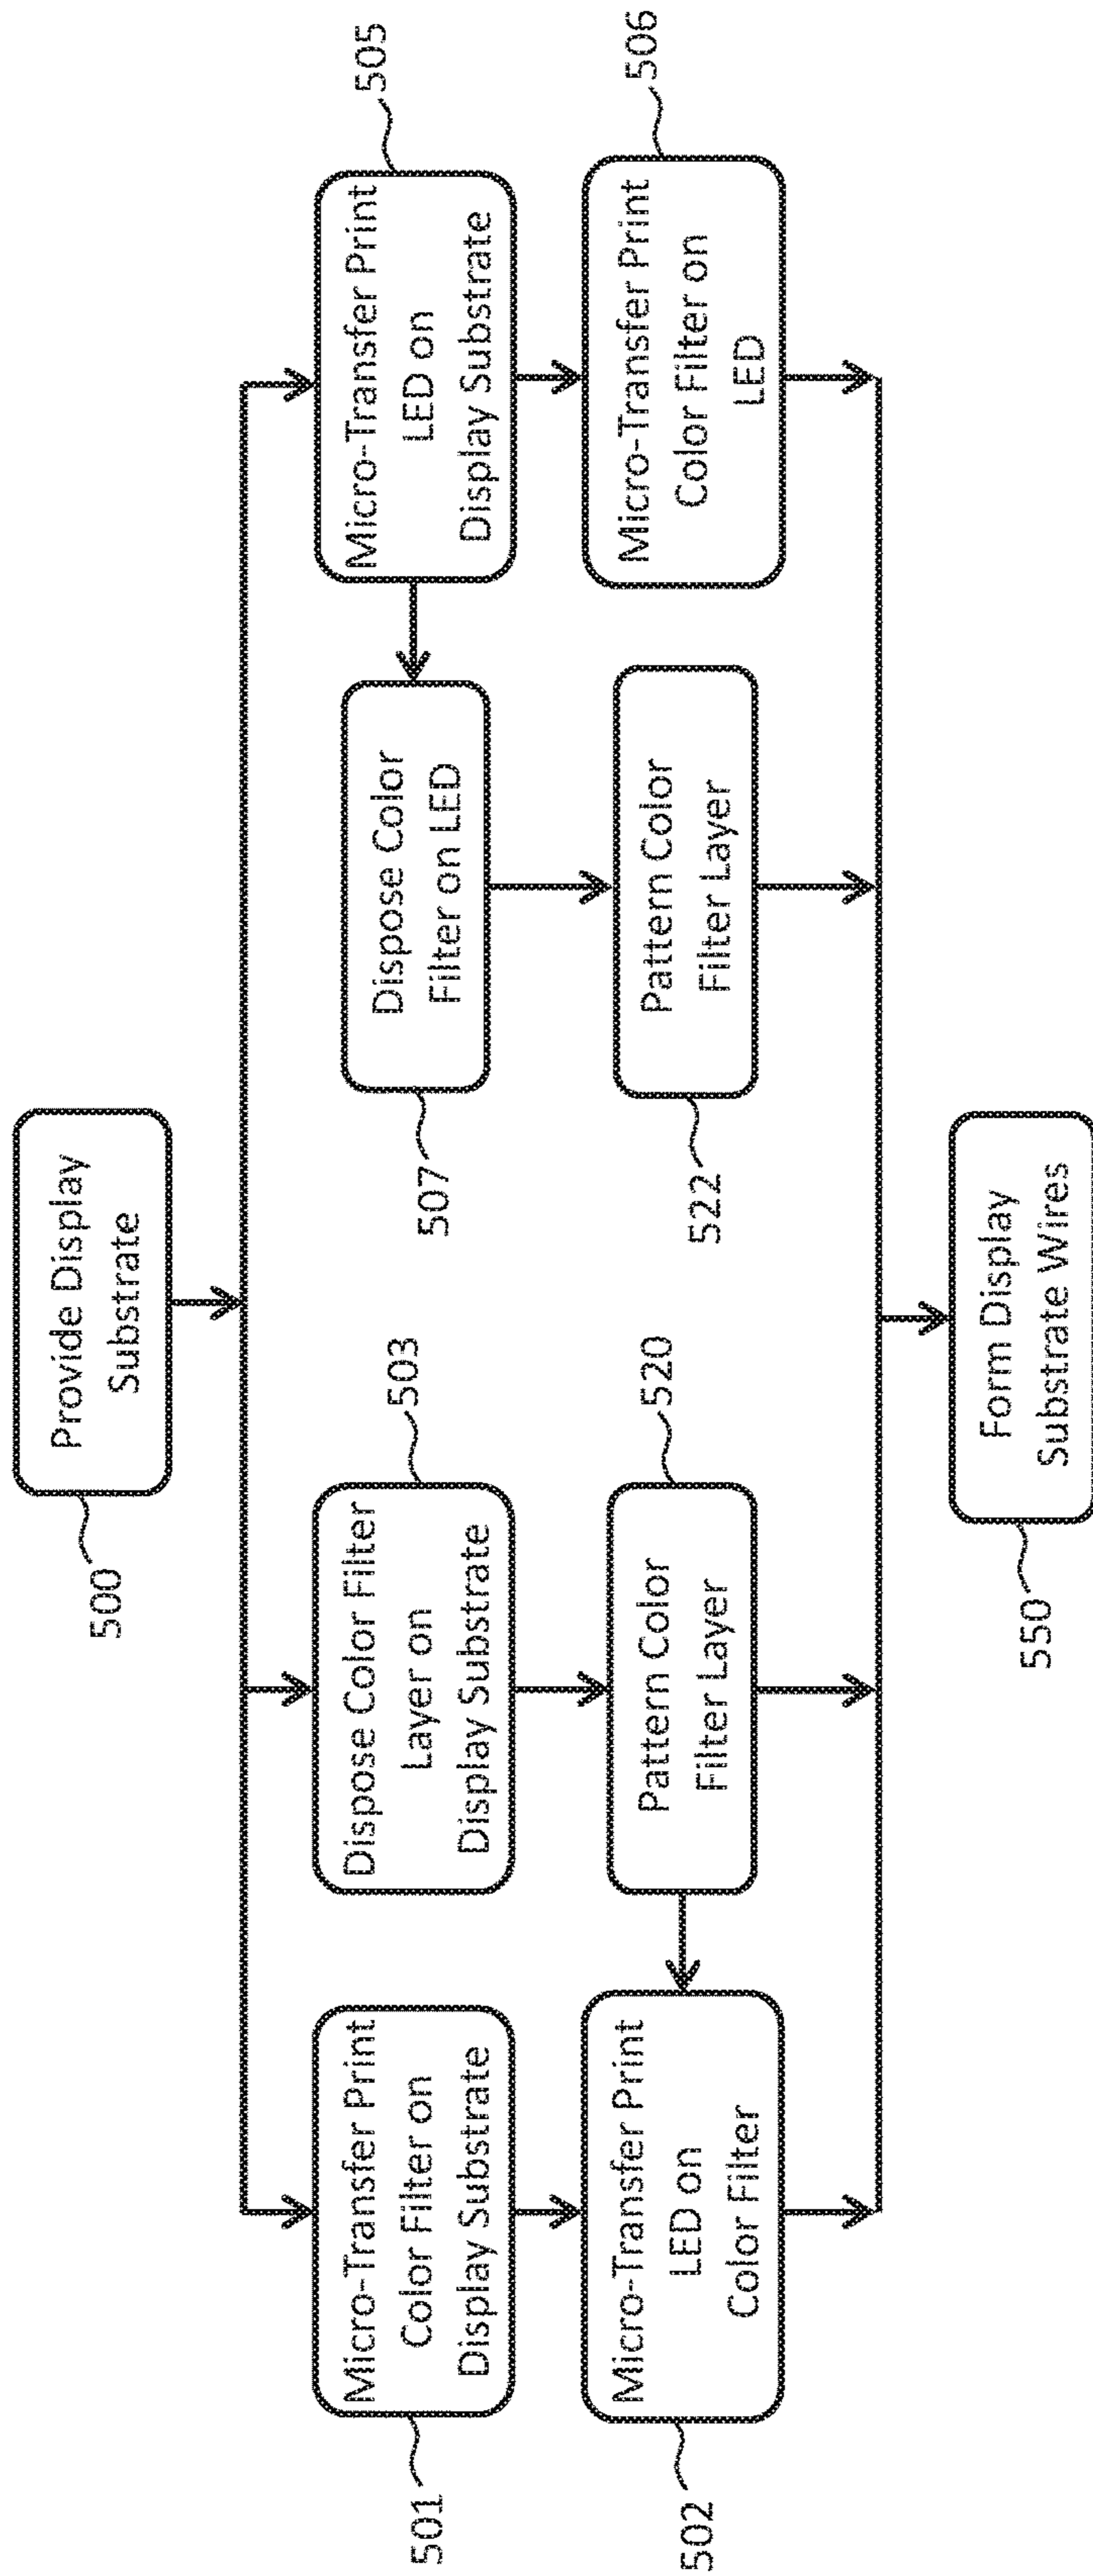 500
Provide Display
Substrate
501
Micro-Transfer Print
Color Filter on
Display Substrate
Dispose Color Filter
Layer on
Display Substrate
503
507
Dispose Color
Filter on LED
Micro-Transfer Print
LED on
Display Substrate
505
502
Micro-Transfer Print
LED on
Color Filter
Pattern Color
Filter Layer
520
522
Pattern Color
Filter Layer
Micro-Transfer Print
Color Filter on
LED
506
550
Form Display
Substrate Wires